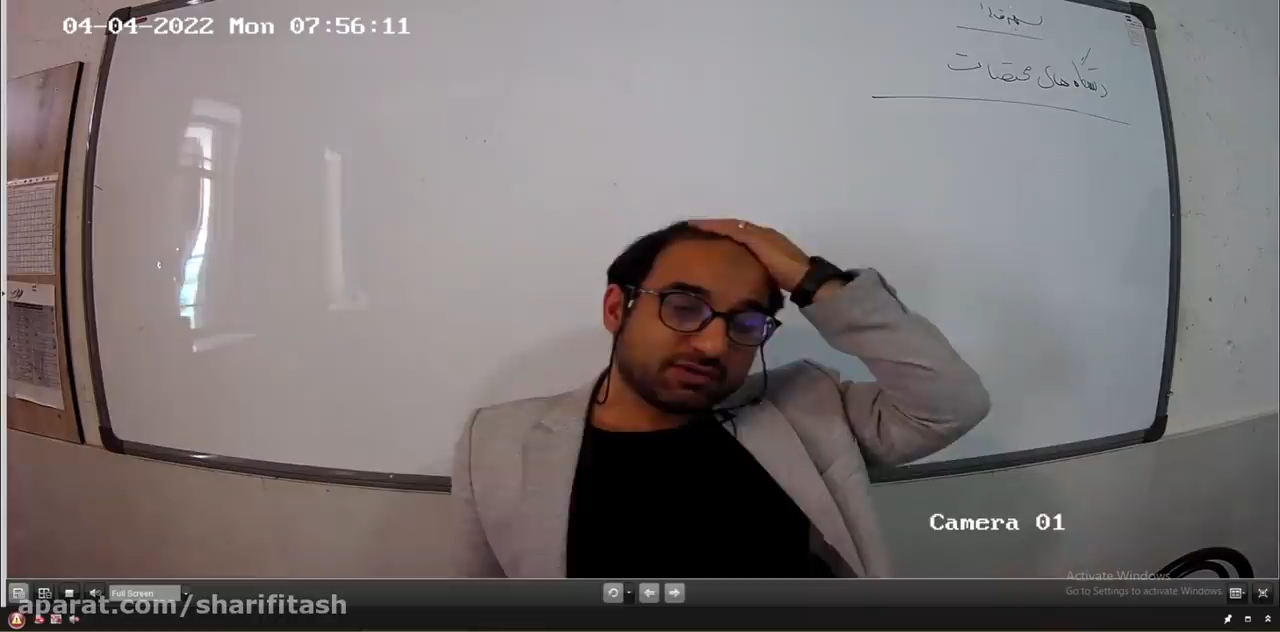 04-04-2022 Mon 07:56:11
دستگاه های مختصات
Camera 01
Activate Windows
Go to Settings to activate Windows.
Full Screen
aparat.com/sharifitash